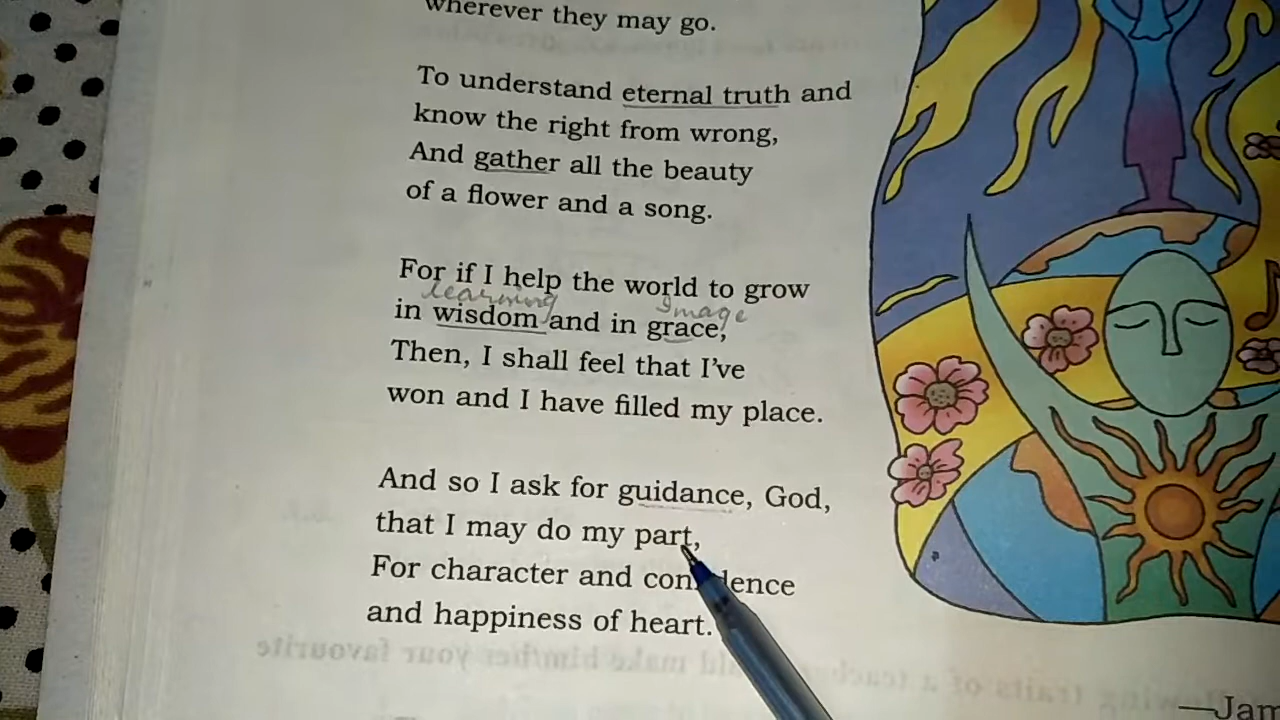 wherever they may go.
To understand eternal truth and
know the right from wrong,
And gather all the beauty
of a flower and a song.
For if I help the world to grow
learning Image
in wisdom and in grace,
Then, I shall feel that I've
won and I have filled my place.
And so I ask for guidance, God,
that I may do my part,
For character and confidence
and happiness of heart.
—Jam